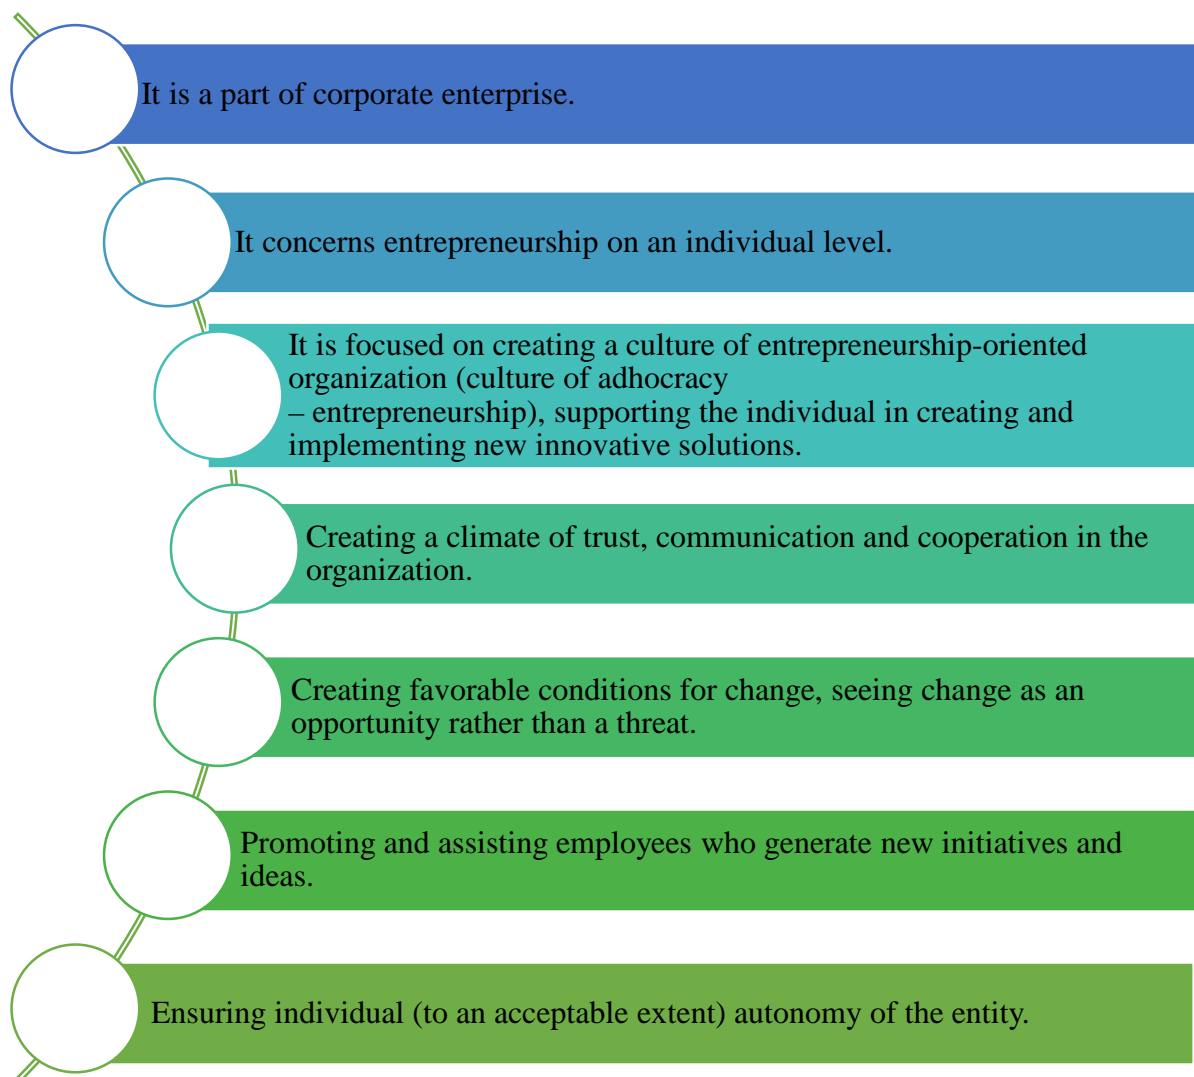 It is a part of corporate enterprise.
It concerns entrepreneurship on an individual level.
It is focused on creating a culture of entrepreneurship-oriented
organization (culture of adhocracy
– entrepreneurship), supporting the individual in creating and
implementing new innovative solutions.
Creating a climate of trust, communication and cooperation in the
organization.
Creating favorable conditions for change, seeing change as an
opportunity rather than a threat.
Promoting and assisting employees who generate new initiatives and
ideas.
Ensuring individual (to an acceptable extent) autonomy of the entity.